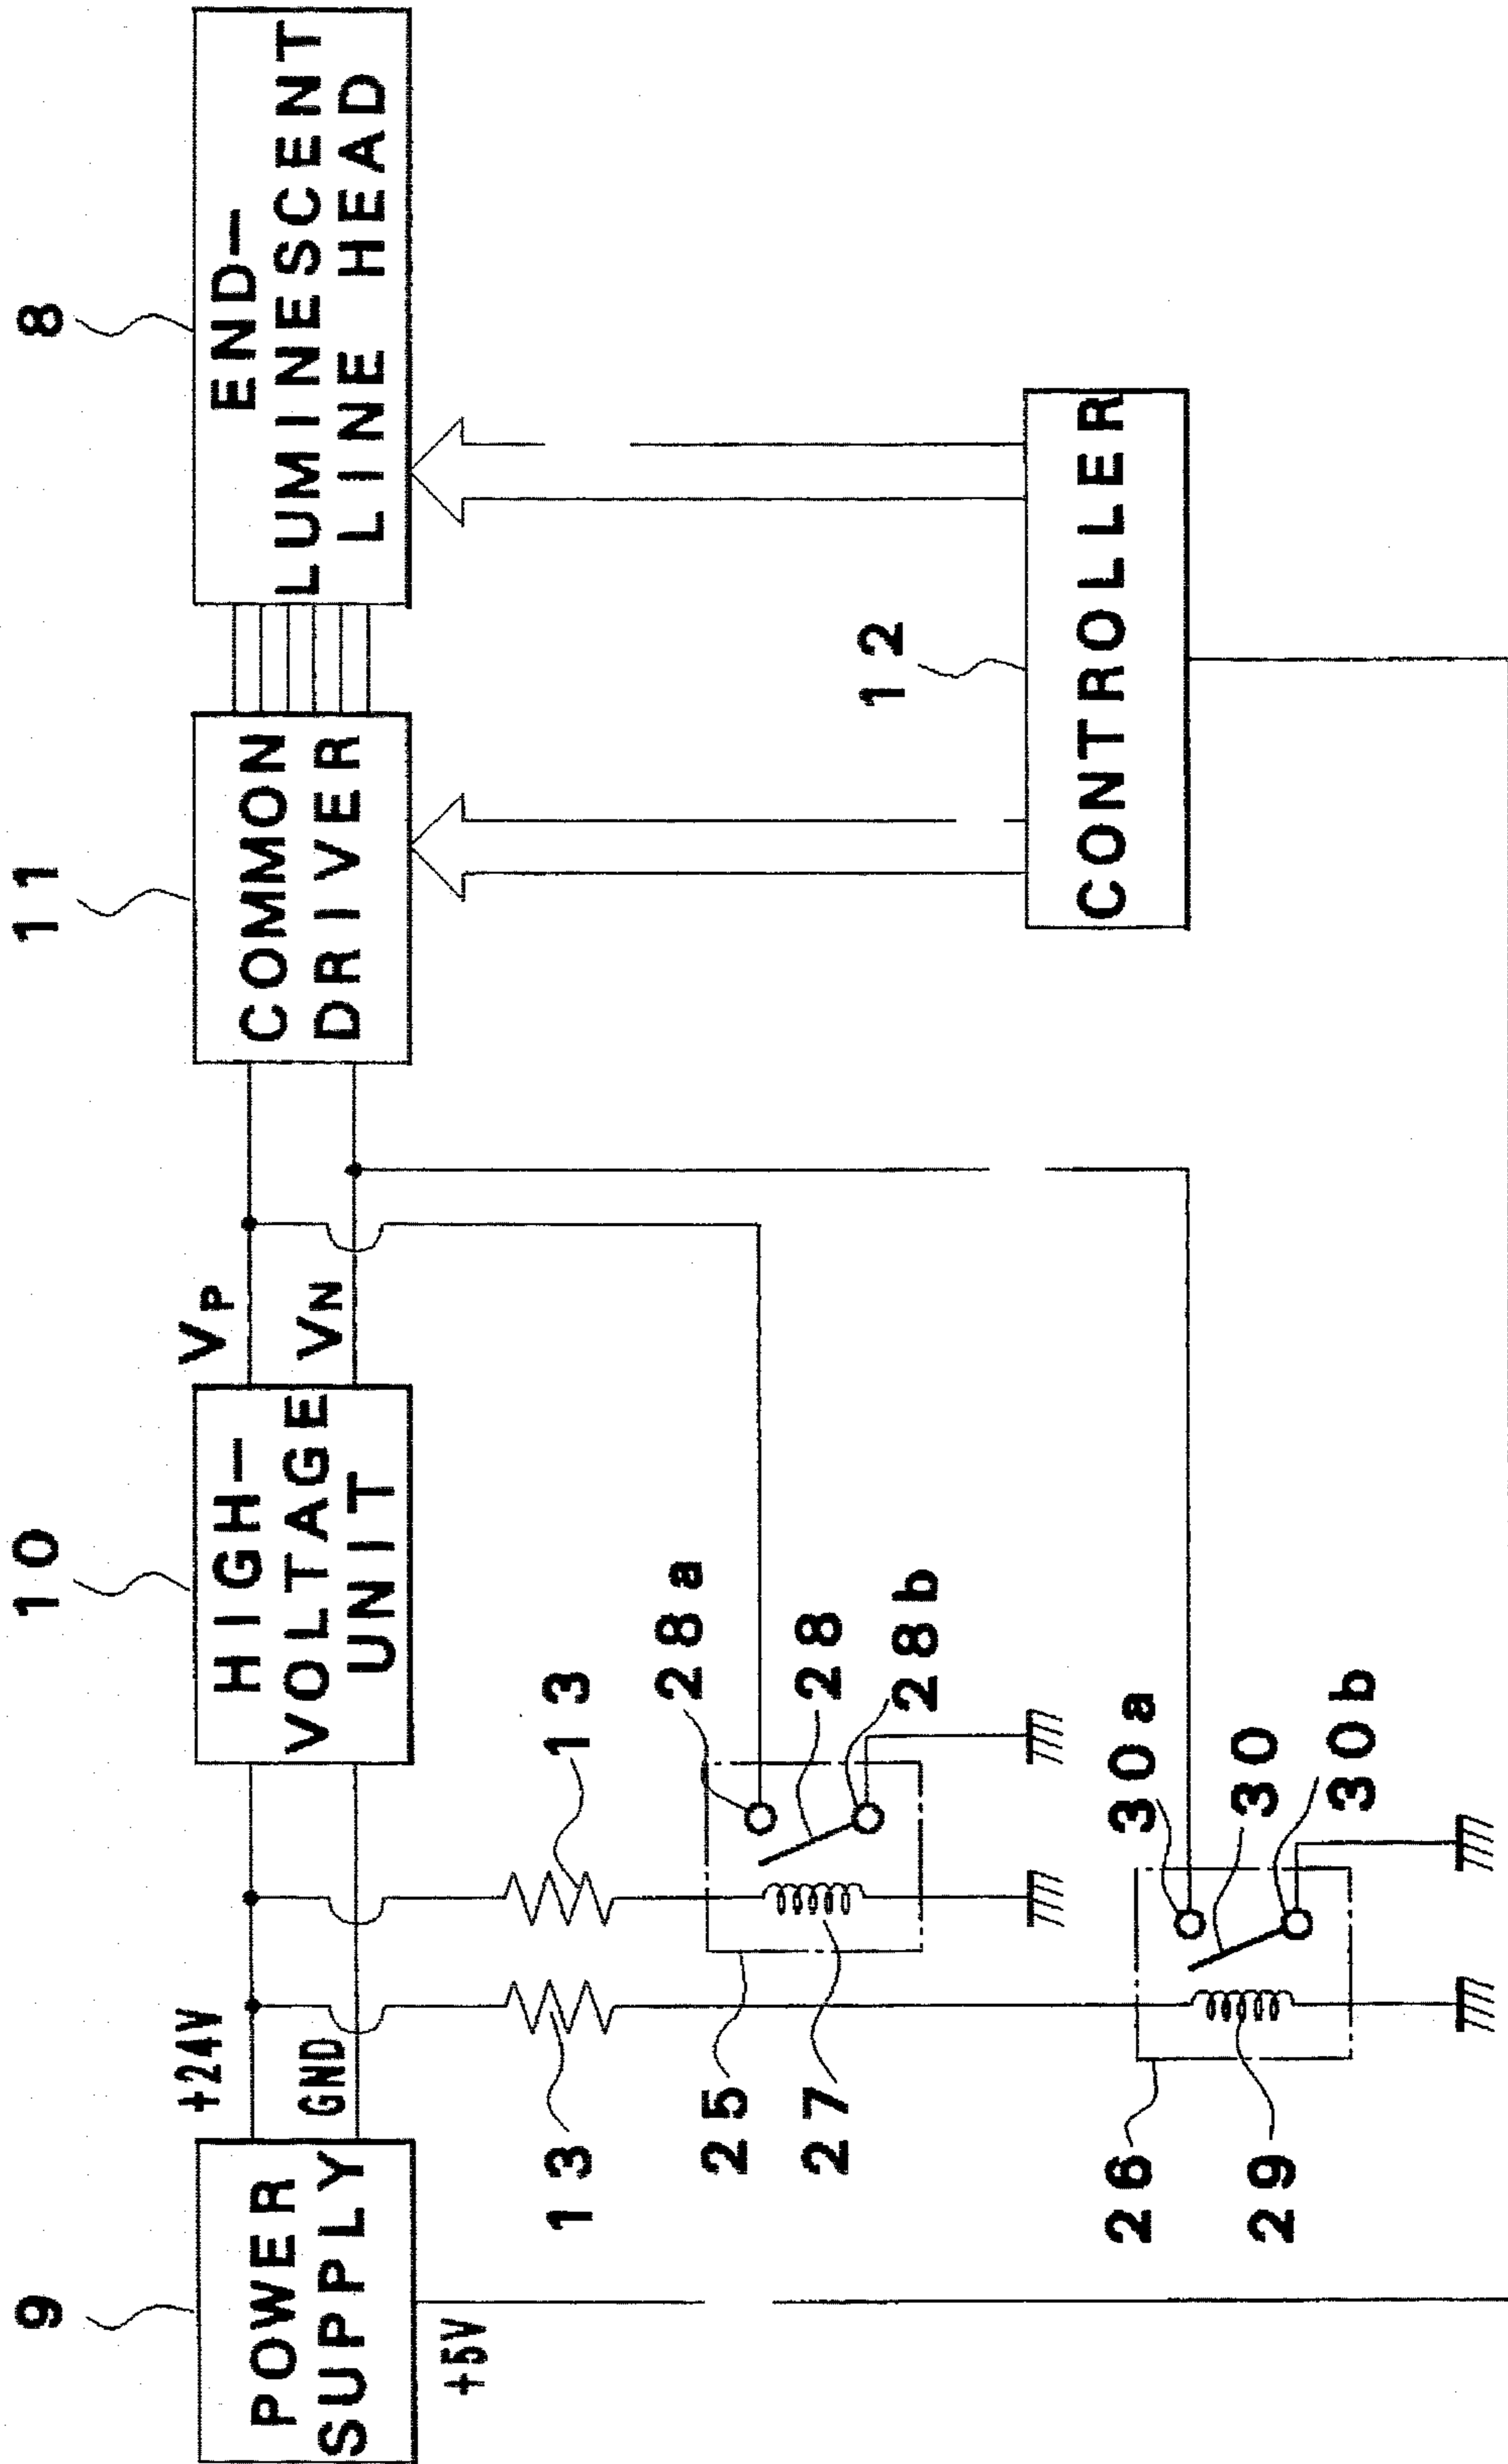 9
10
11
8
POWER
SUPPLY
+24V
GND
HIGH-
VOLTAGE
UNIT
VP
VN
COMMON
DRIVER
END-
LUMINESCENT
LINE HEAD
+5V
13
13
25
27
28a
28
28b
12
CONTROLLER
26
29
30a
30
30b